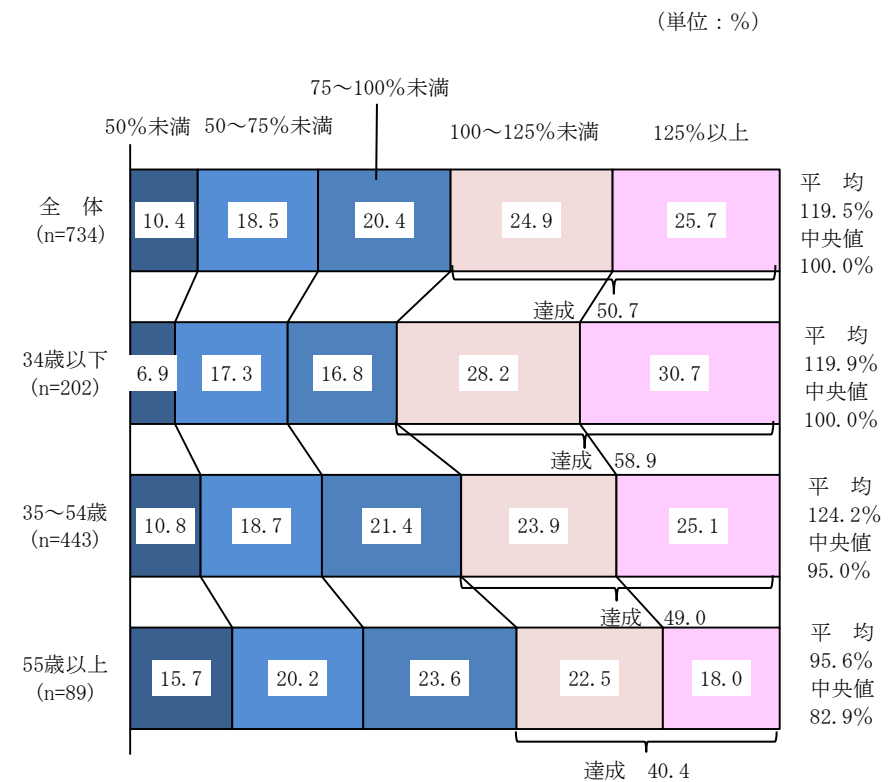 (単位:%)
75～100%未満
50%未満 50～75%未満 100～125%未満 125%以上
全 体
(n=734)
10.4 18.5 20.4 24.9 25.7
平 均
119.5%
中央値
100.0%
達成 50.7
34歳以下
(n=202)
6.9 17.3 16.8 28.2 30.7
平 均
119.9%
中央値
100.0%
達成 58.9
35～54歳
(n=443)
10.8 18.7 21.4 23.9 25.1
平 均
124.2%
中央値
95.0%
達成 49.0
55歳以上
(n=89)
15.7 20.2 23.6 22.5 18.0
平 均
95.6%
中央値
82.9%
達成 40.4